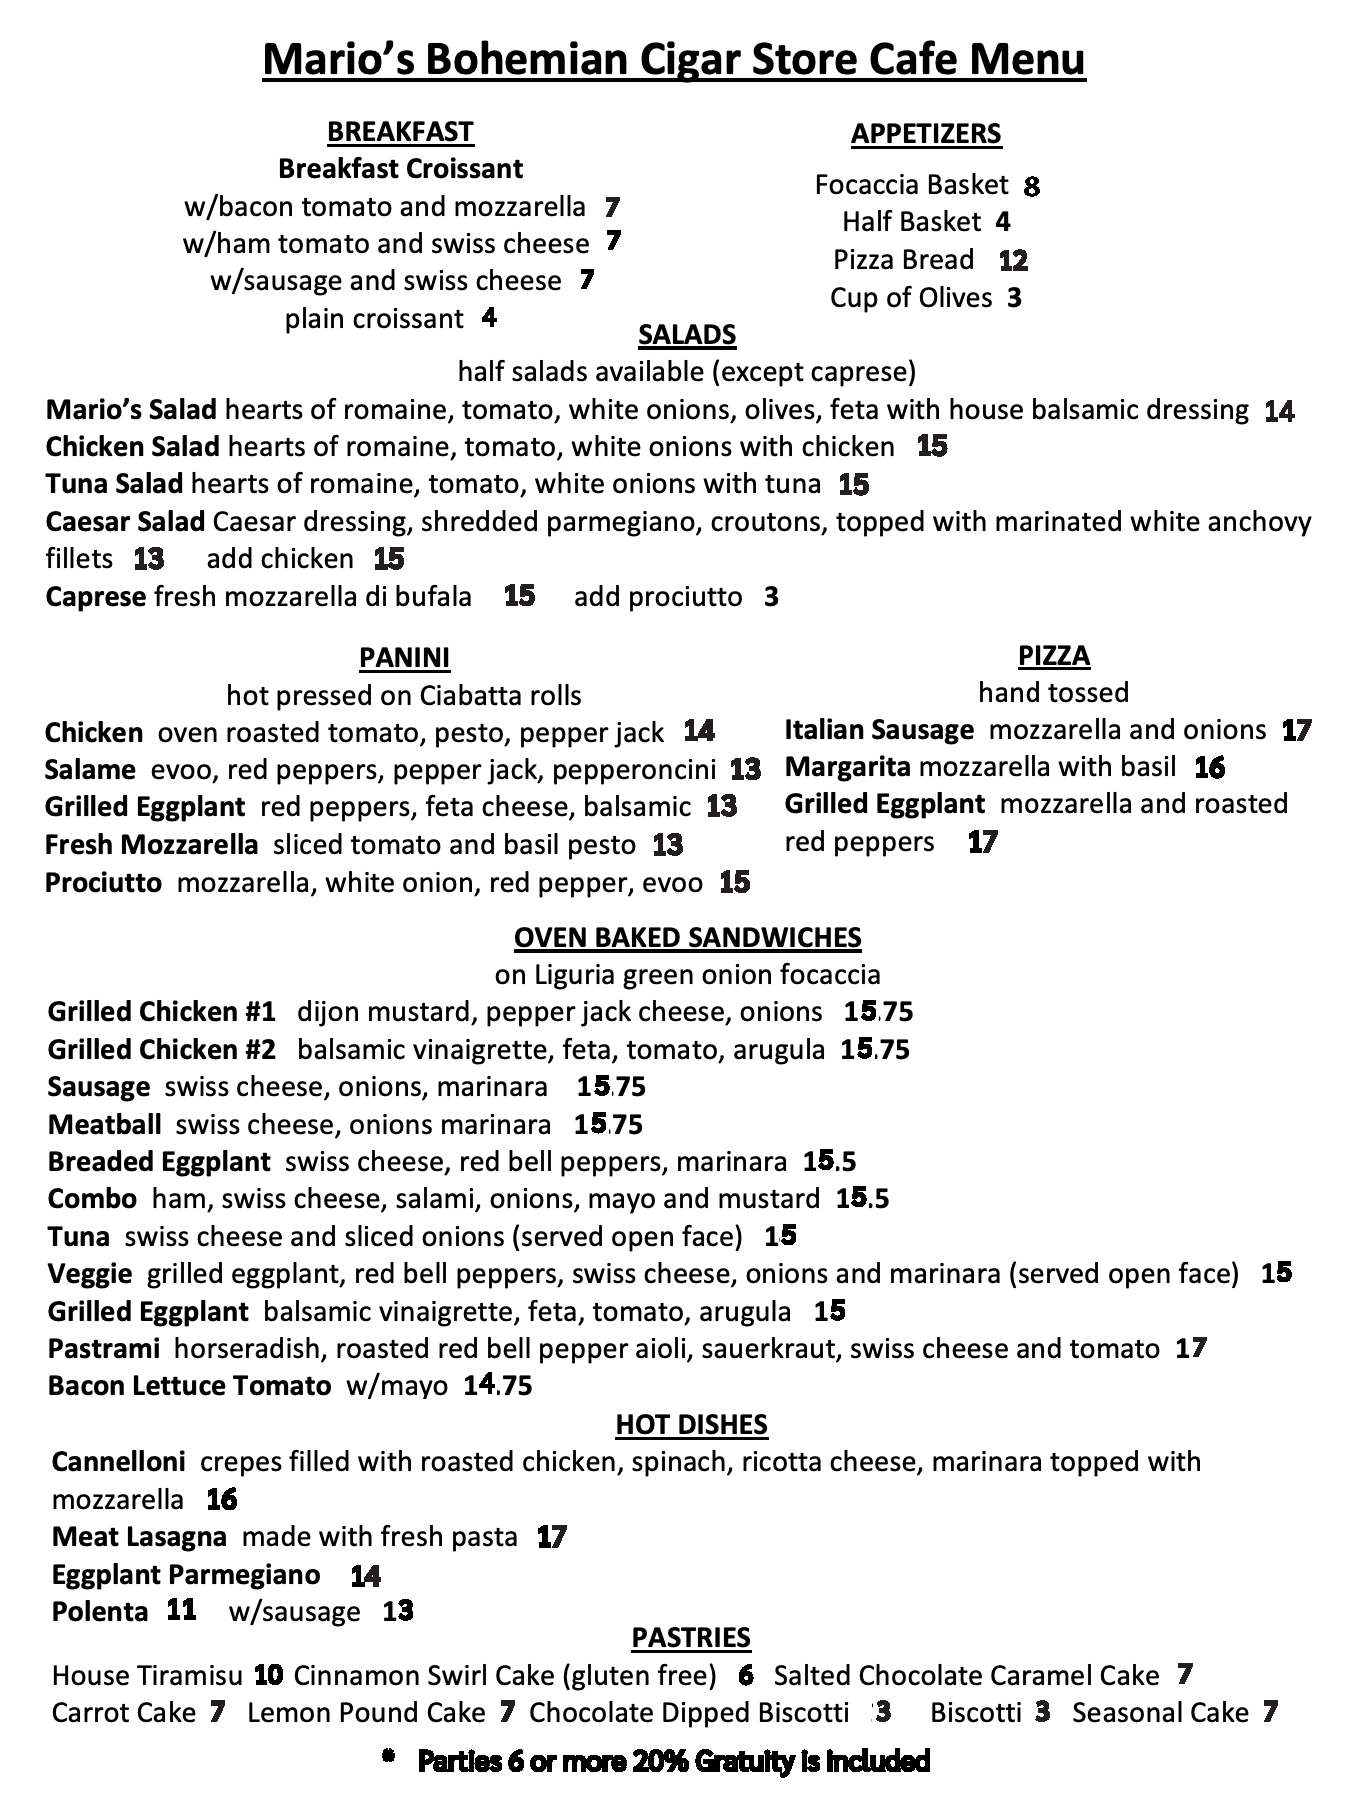 Mario’s Bohemian Cigar Store Cafe Menu
BREAKFAST
Breakfast Croissant
w/bacon tomato and mozzarella 7
w/ham tomato and swiss cheese 7
w/sausage and swiss cheese 7
plain croissant 4
APPETIZERS
Focaccia Basket 8
Half Basket 4
Pizza Bread 12
Cup of Olives 3
SALADS
half salads available (except caprese)
Mario’s Salad hearts of romaine, tomato, white onions, olives, feta with house balsamic dressing 14
Chicken Salad hearts of romaine, tomato, white onions with chicken 15
Tuna Salad hearts of romaine, tomato, white onions with tuna 15
Caesar Salad Caesar dressing, shredded parmegiano, croutons, topped with marinated white anchovy
fillets 13 add chicken 15
Caprese fresh mozzarella di bufala 15 add prociutto 3
PANINI
hot pressed on Ciabatta rolls
Chicken oven roasted tomato, pesto, pepper jack 14
Salame evoo, red peppers, pepper jack, pepperoncini 13
Grilled Eggplant red peppers, feta cheese, balsamic 13
Fresh Mozzarella sliced tomato and basil pesto 13
Prociutto mozzarella, white onion, red pepper, evoo 15
PIZZA
hand tossed
Italian Sausage mozzarella and onions 17
Margarita mozzarella with basil 16
Grilled Eggplant mozzarella and roasted
red peppers 17
OVEN BAKED SANDWICHES
on Liguria green onion focaccia
Grilled Chicken #1 dijon mustard, pepper jack cheese, onions 15.75
Grilled Chicken #2 balsamic vinaigrette, feta, tomato, arugula 15.75
Sausage swiss cheese, onions, marinara 15.75
Meatball swiss cheese, onions marinara 15.75
Breaded Eggplant swiss cheese, red bell peppers, marinara 15.5
Combo ham, swiss cheese, salami, onions, mayo and mustard 15.5
Tuna swiss cheese and sliced onions (served open face) 15
Veggie grilled eggplant, red bell peppers, swiss cheese, onions and marinara (served open face) 15
Grilled Eggplant balsamic vinaigrette, feta, tomato, arugula 15
Pastrami horseradish, roasted red bell pepper aioli, sauerkraut, swiss cheese and tomato 17
Bacon Lettuce Tomato w/mayo 14.75
HOT DISHES
Cannelloni crepes filled with roasted chicken, spinach, ricotta cheese, marinara topped with
mozzarella 16
Meat Lasagna made with fresh pasta 17
Eggplant Parmegiano 14
Polenta 11 w/sausage 13
PASTRIES
House Tiramisu 10 Cinnamon Swirl Cake (gluten free) 6 Salted Chocolate Caramel Cake 7
Carrot Cake 7 Lemon Pound Cake 7 Chocolate Dipped Biscotti 3 Biscotti 3 Seasonal Cake 7
* Parties 6 or more 20% Gratuity is included